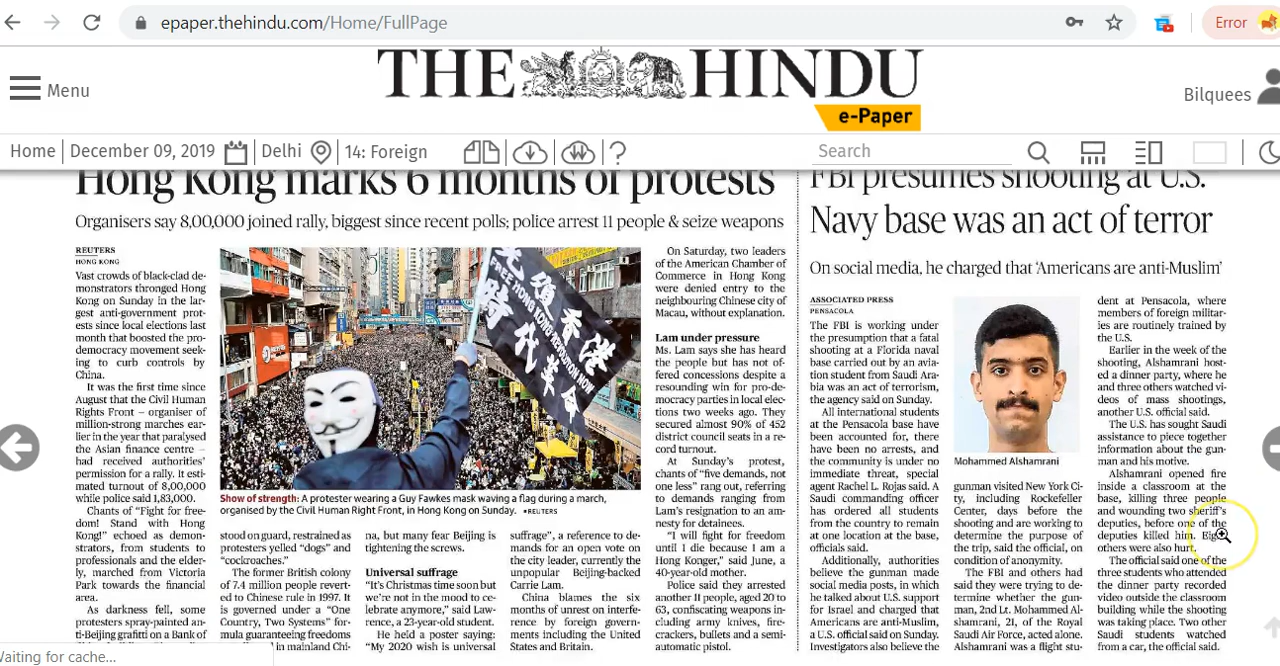 epaper.thehindu.com/Home/FullPage
Error
Menu
THE HINDU
e-Paper
Bilquees
Home
December 09, 2019
Delhi
14: Foreign
Search
Hong Kong marks 6 months of protests
Organisers say 8,00,000 joined rally, biggest since recent polls; police arrest 11 people & seize weapons
REUTERS
HONG KONG
Vast crowds of black-clad de-
monstrators thronged Hong
Kong on Sunday in the lar-
gest anti-government prot-
ests since local elections last
month that boosted the pro-
democracy movement seek-
ing to curb controls by
China.
It was the first time since
August that the Civil Human
Rights Front – organiser of
million-strong marches ear-
lier in the year that paralysed
the Asian finance centre –
had received authorities'
permission for a rally. It esti-
mated turnout of 8,00,000
while police said 1,83,000.
Chants of "Fight for free-
dom! Stand with Hong
Kong!" echoed as demon-
strators, from students to
professionals and the elder-
ly, marched from Victoria
Park towards the financial
area.
As darkness fell, some
protesters spray-painted an-
ti-Beijing grafitti on a Bank of
光復香港
時代革命
FREE HONG KONG
REVOLUTION NOW
Show of strength: A protester wearing a Guy Fawkes mask waving a flag during a march,
organised by the Civil Human Right Front, in Hong Kong on Sunday. •REUTERS
stood on guard, restrained as
protesters yelled "dogs" and
"cockroaches."
The former British colony
of 7.4 million people revert-
ed to Chinese rule in 1997. It
is governed under a "One
Country, Two Systems" for-
mula guaranteeing freedoms
in mainland Chi-
na, but many fear Beijing is
tightening the screws.
Universal suffrage
"It's Christmas time soon but
we're not in the mood to ce-
lebrate anymore," said Law-
rence, a 23-year-old student.
He held a poster saying:
"My 2020 wish is universal
suffrage", a reference to de-
mands for an open vote on
the city leader, currently the
unpopular Beijing-backed
Carrie Lam.
China blames the six
months of unrest on interfe-
rence by foreign govern-
ments including the United
States and Britain.
On Saturday, two leaders
of the American Chamber of
Commerce in Hong Kong
were denied entry to the
neighbouring Chinese city of
Macau, without explanation.
Lam under pressure
Ms. Lam says she has heard
the people but has not of-
fered concessions despite a
resounding win for pro-de-
mocracy parties in local elec-
tions two weeks ago. They
secured almost 90% of 452
district council seats in a re-
cord turnout.
At Sunday's protest,
chants of "five demands, not
one less" rang out, referring
to demands ranging from
Lam's resignation to an am-
nesty for detainees.
"I will fight for freedom
until I die because I am a
Hong Konger," said June, a
40-year-old mother.
Police said they arrested
another 11 people, aged 20 to
63, confiscating weapons in-
cluding army knives, fire-
crackers, bullets and a semi-
automatic pistol.
FBI presumes shooting at U.S.
Navy base was an act of terror
On social media, he charged that 'Americans are anti-Muslim'
ASSOCIATED PRESS
PENSACOLA
The FBI is working under
the presumption that a fatal
shooting at a Florida naval
base carried out by an avia-
tion student from Saudi Ara-
bia was an act of terrorism,
the agency said on Sunday.
All international students
at the Pensacola base have
been accounted for, there
have been no arrests, and
the community is under no
immediate threat, special
agent Rachel L. Rojas said. A
Saudi commanding officer
has ordered all students
from the country to remain
at one location at the base,
officials said.
Additionally, authorities
believe the gunman made
social media posts, in which
he talked about U.S. support
for Israel and charged that
Americans are anti-Muslim,
a U.S. official said on Sunday.
Investigators also believe the
Mohammed Alshamrani
gunman visited New York Ci-
ty, including Rockefeller
Center, days before the
shooting and are working to
determine the purpose of
the trip, said the official, on
condition of anonymity.
The FBI and others had
said they were trying to de-
termine whether the gun-
man, 2nd Lt. Mohammed Al-
shamrani, 21, of the Royal
Saudi Air Force, acted alone.
Alshamrani was a flight stu-
dent at Pensacola, where
members of foreign militar-
ies are routinely trained by
the U.S.
Earlier in the week of the
shooting, Alshamrani host-
ed a dinner party, where he
and three others watched vi-
deos of mass shootings,
another U.S. official said.
The U.S. has sought Saudi
assistance to piece together
information about the gun-
man and his motive.
Alshamrani opened fire
inside a classroom at the
base, killing three people
and wounding two sheriff's
deputies, before one of the
deputies killed him. Eight
others were also hurt.
The official said one of the
three students who attended
the dinner party recorded
video outside the classroom
building while the shooting
was taking place. Two other
Saudi students watched
from a car, the official said.
Waiting for cache...